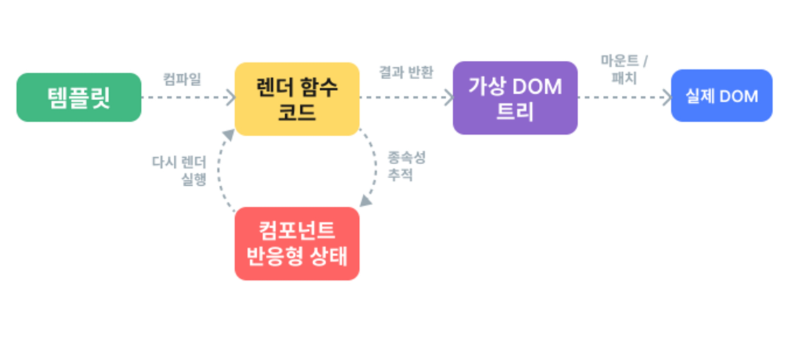 템플릿
컴파일
렌더 함수
코드
결과 반환
가상 DOM
트리
마운트 /
패치
실제 DOM
다시 렌더
실행
종속성
추적
컴포넌트
반응형 상태